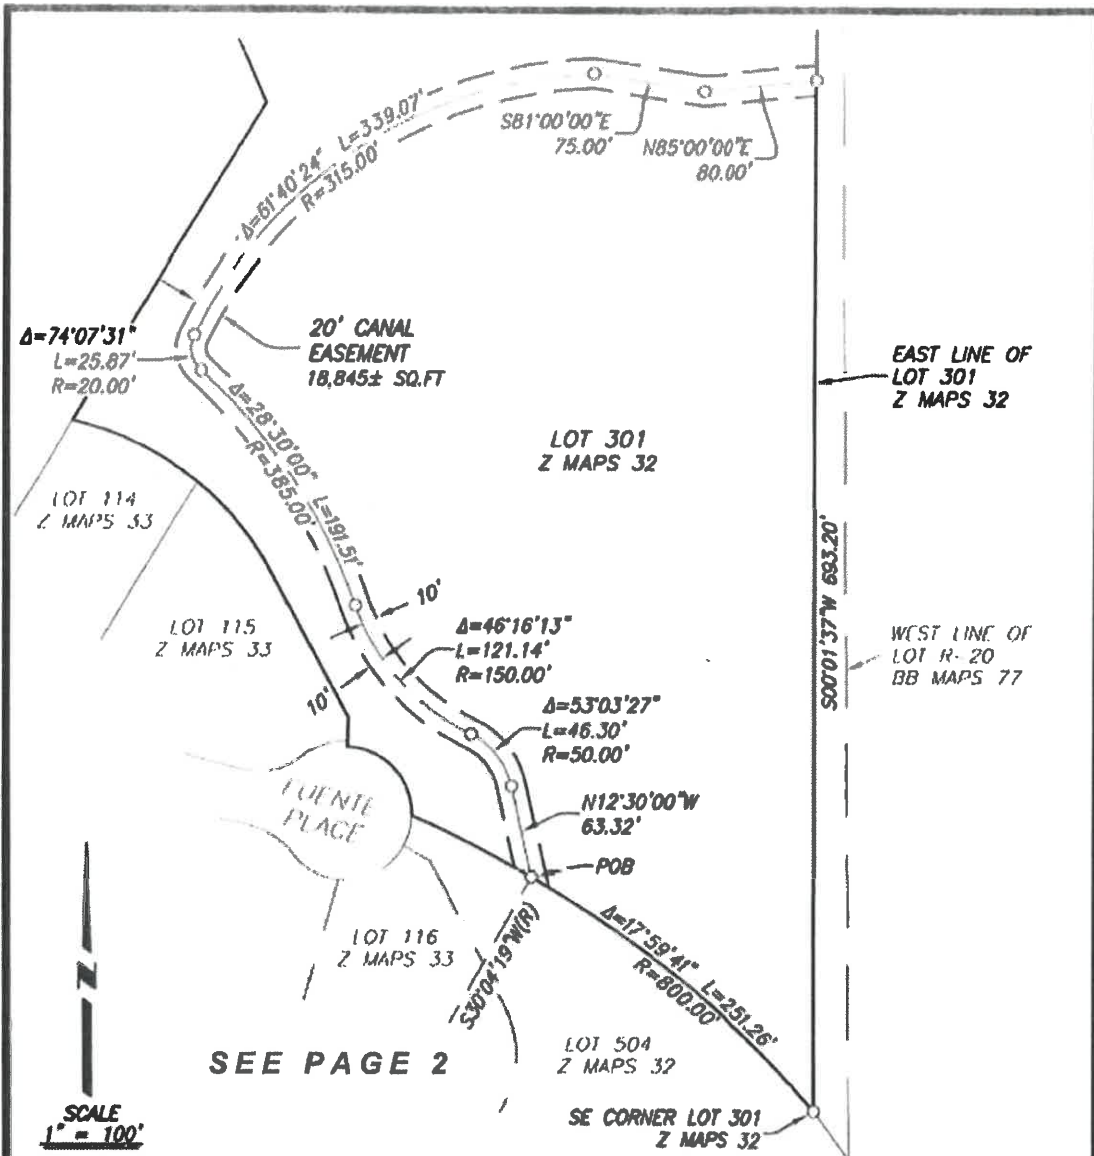 Δ=61°40'24" L=339.07'
R=315.00'
S81°00'00"E
75.00'
N85°00'00"E
80.00'
Δ=74°07'31"
L=25.87'
R=20.00'
20' CANAL
EASEMENT
18,845± SQ.FT
EAST LINE OF
LOT 301
Z MAPS 32
LOT 301
Z MAPS 32
Δ=28°30'00" L=191.51'
R=385.00'
LOT 114
Z MAPS 33
S00°01'37"W 693.20'
10'
LOT 115
Z MAPS 33
Δ=46°16'13"
L=121.14'
R=150.00'
WEST LINE OF
LOT R-20
BB MAPS 77
10'
Δ=53°03'27"
L=46.30'
R=50.00'
FUENTE
PLACE
N12°30'00"W
63.32'
POB
LOT 116
Z MAPS 33
S30°04'19"W(R)
Δ=17°59'41" L=251.26'
R=800.00'
SEE PAGE 2
LOT 504
Z MAPS 32
Z
SCALE
1" = 100'
SE CORNER LOT 301
Z MAPS 32